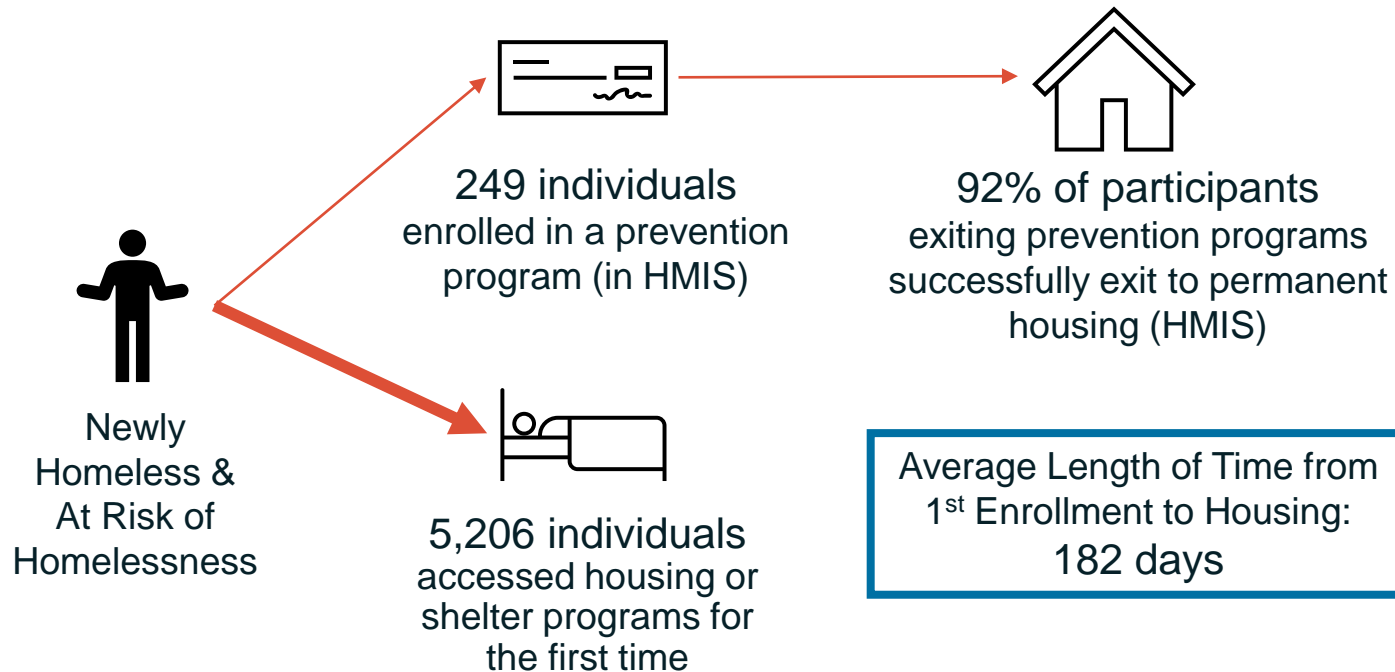 249 individuals
enrolled in a prevention
program (in HMIS)
92% of participants
exiting prevention programs
successfully exit to permanent
housing (HMIS)
Newly
Homeless &
At Risk of
Homelessness
5,206 individuals
accessed housing or
shelter programs for
the first time
Average Length of Time from
1st Enrollment to Housing:
182 days